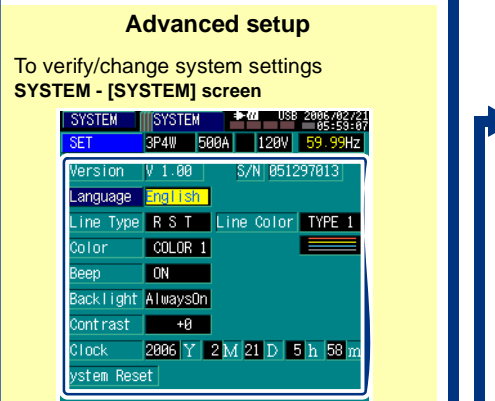 Advanced setup
To verify/change system settings
SYSTEM - [SYSTEM] screen
SYSTEM SYSTEM USB 2006/02/21
05:59:07
SET 3P4W 500A 120V 59.99Hz
Version V 1.00 S/N 051297013
Language English
Line Type R S T Line Color TYPE 1
Color COLOR 1
Beep ON
Backlight AlwaysOn
Contrast +0
Clock 2006 Y 2 M 21 D 5 h 58 m
ystem Reset